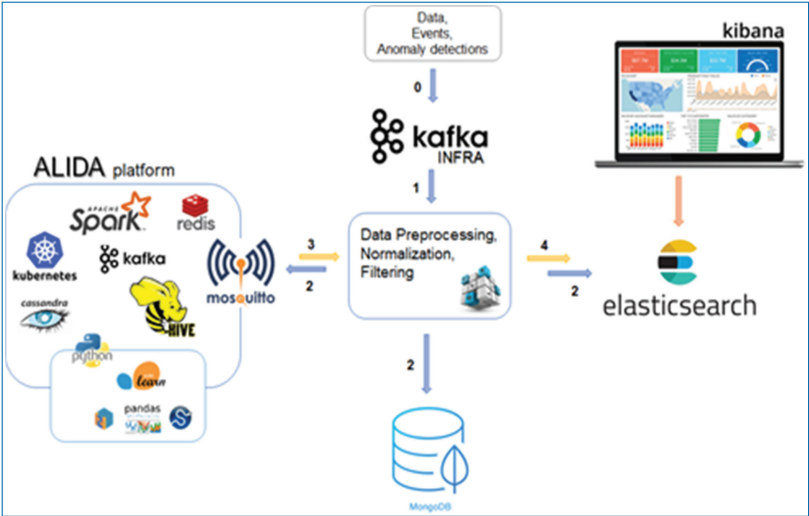 Data,
Events,
Anomaly detections
kibana
0
kafka
INFRA
ALIDA platform
1
APACHE
Spark
redis
kubernetes
kafka
mosquitto
3
2
Data Preprocessing,
Normalization,
Filtering
4
2
elasticsearch
cassandra
HIVE
python
learn
pandas
2
MongoDB